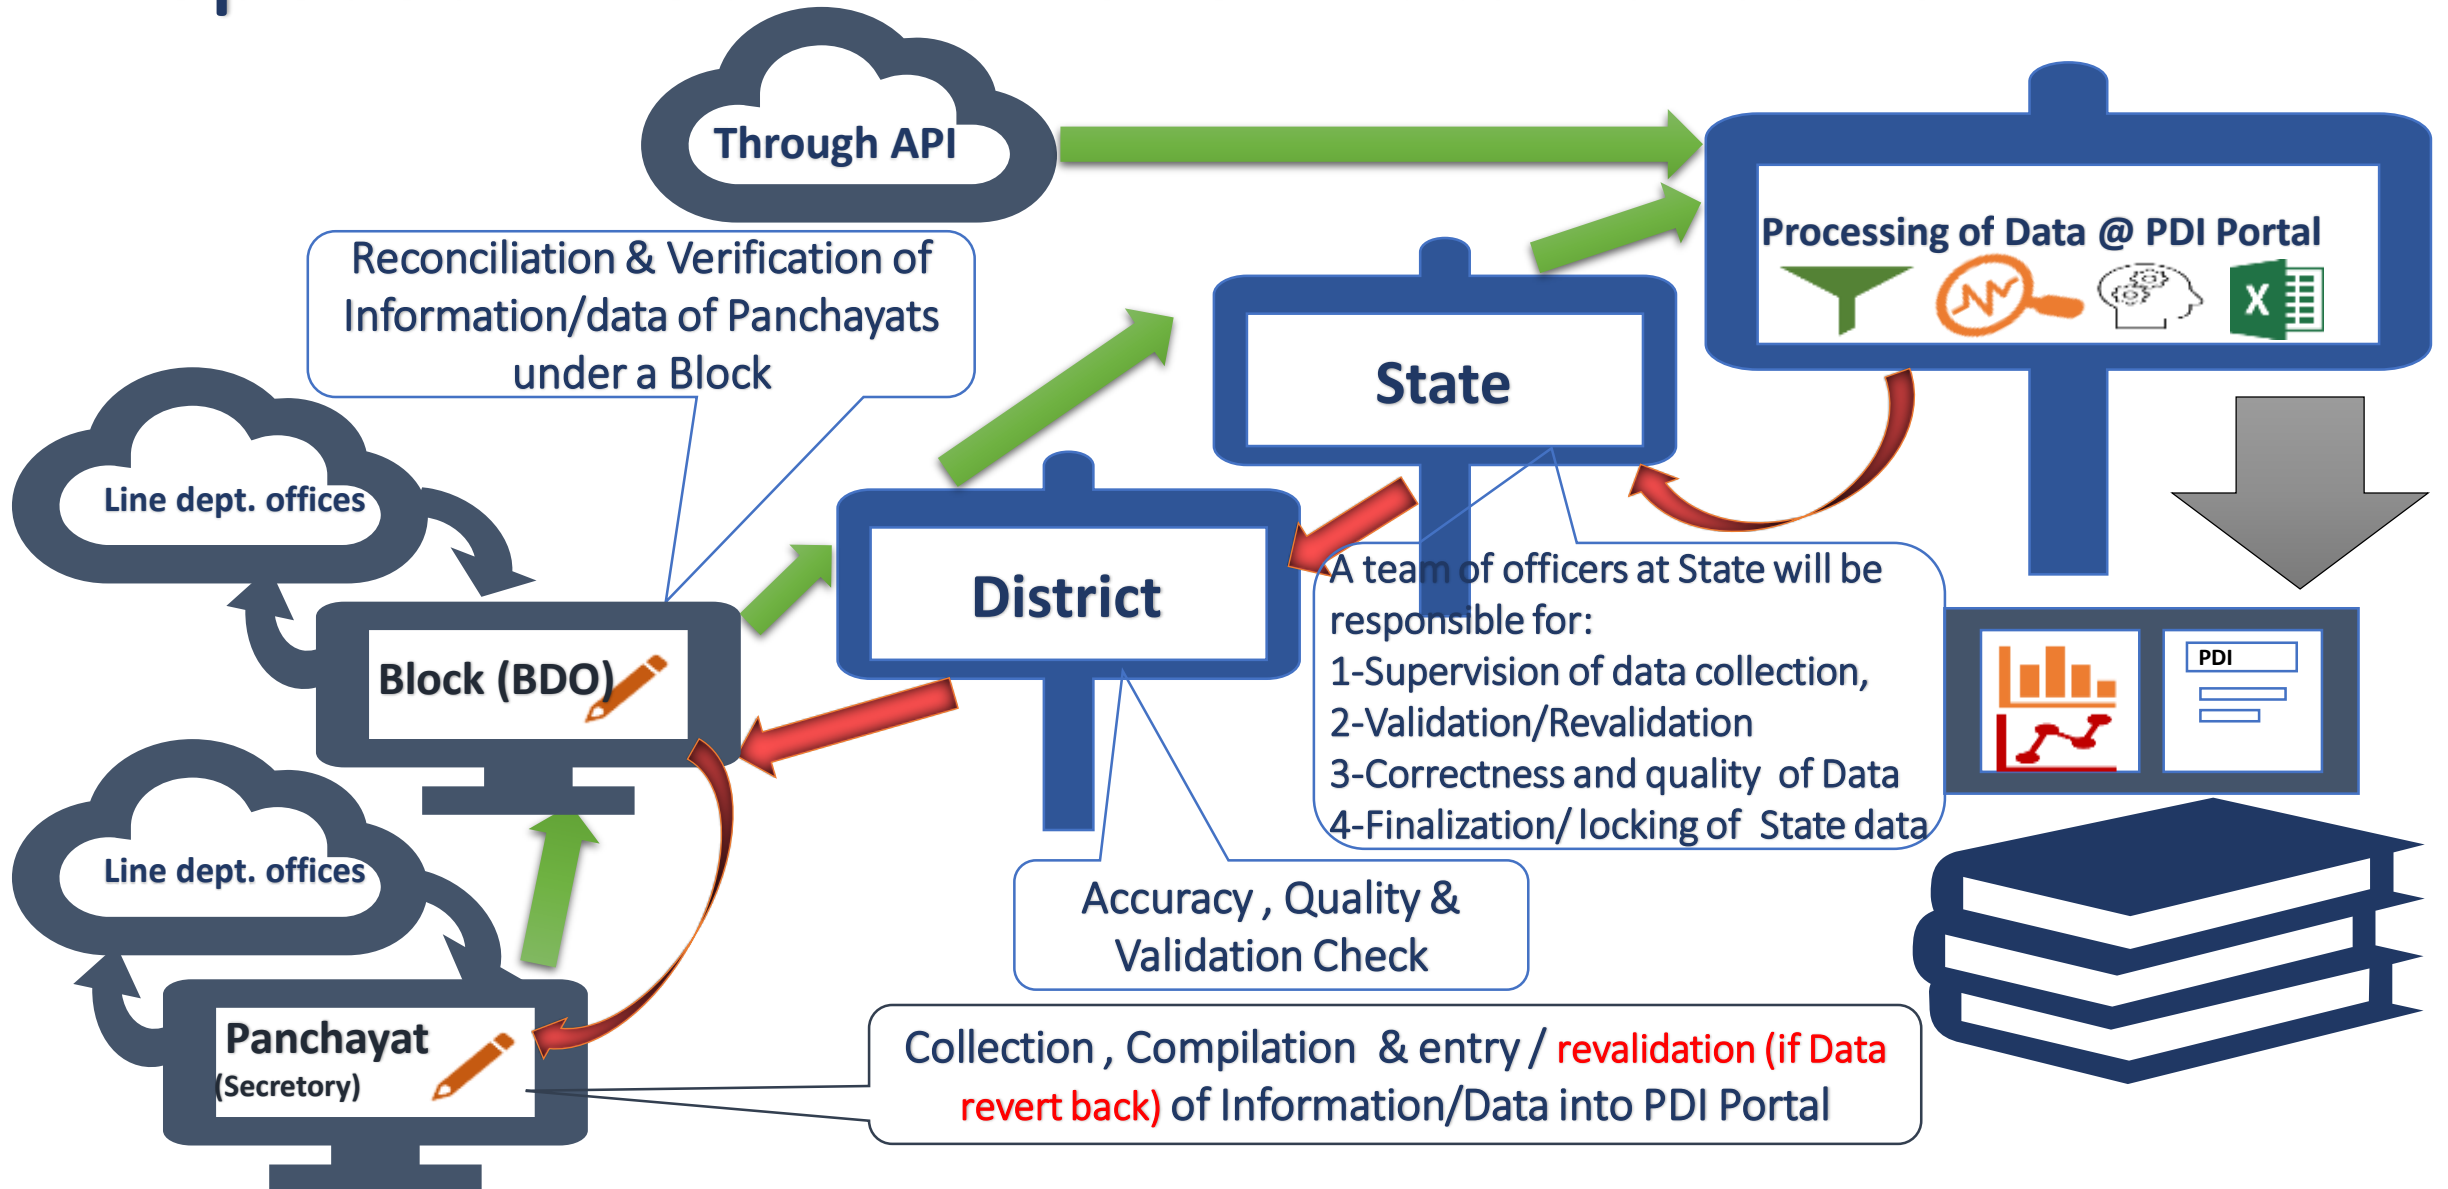 Through API
Processing of Data @ PDI Portal
Reconciliation & Verification of
Information/data of Panchayats
under a Block
State
Line dept. offices
District
Block (BDO)
A team of officers at State will be
responsible for:
1-Supervision of data collection,
2-Validation/Revalidation
3-Correctness and quality of Data
4-Finalization/ locking of State data
PDI
X
Line dept. offices
Accuracy , Quality &
Validation Check
Panchayat
(Secretory)
Collection , Compilation & entry / revalidation (if Data
revert back) of Information/Data into PDI Portal